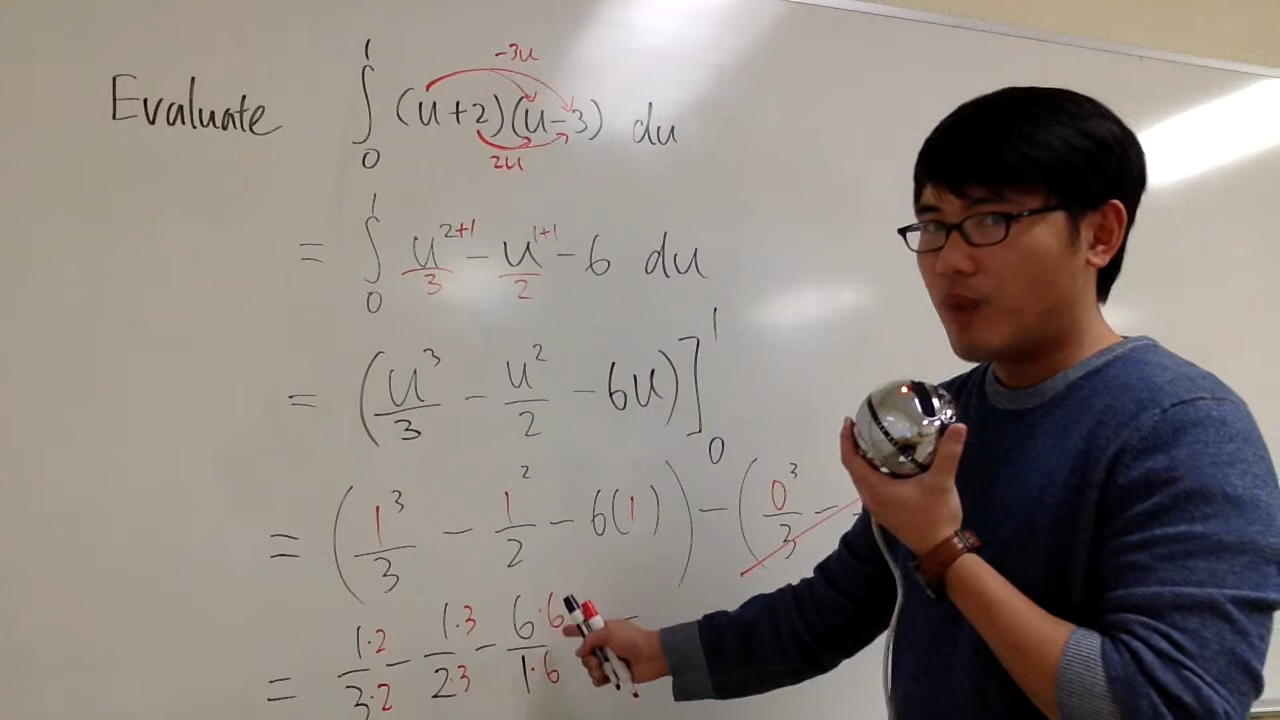 -3u
Evaluate ∫₀¹ (u+2)(u-3) du
2u
= ∫₀¹ u²⁺¹/3 - u¹⁺¹/2 - 6 du
= (u³/3 - u²/2 - 6u)]₀¹
= (1³/3 - 1²/2 - 6(1)) - (0³/3 -
= 1·2/3·2 - 1·3/2·3 - 6·6/1·6